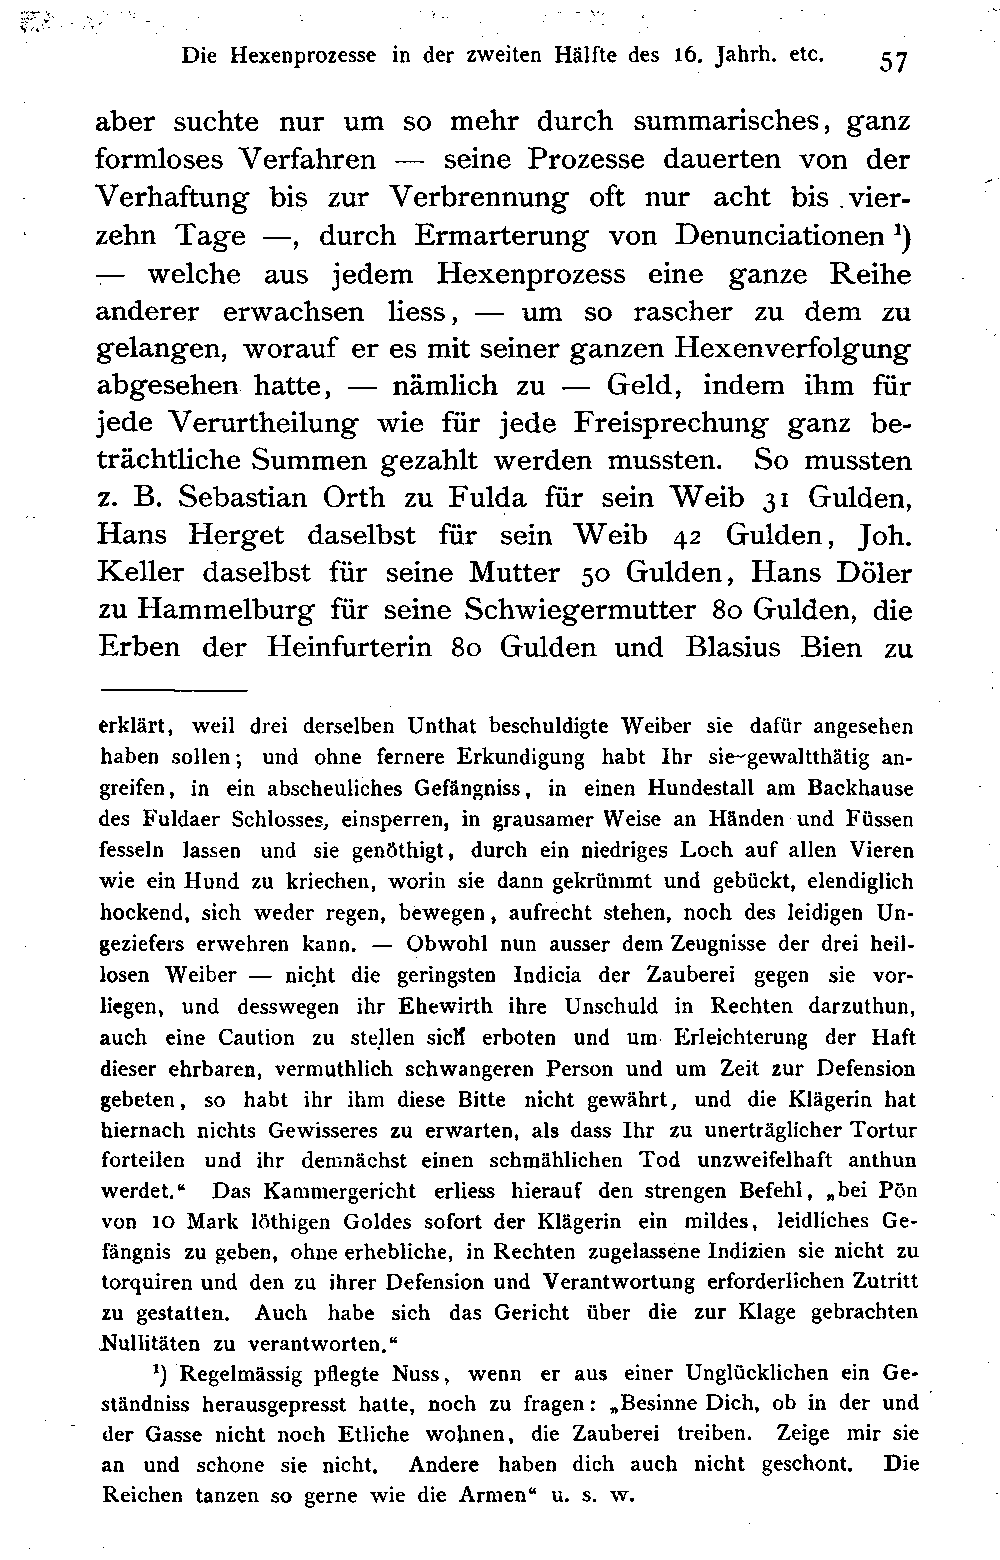 Die Hexenprozesse in der zweiten Hälfte des 16. Jahrh. etc. 57
aber suchte nur um so mehr durch summarisches, ganz
formloses Verfahren — seine Prozesse dauerten von der
Verhaftung bis zur Verbrennung oft nur acht bis vier-
zehn Tage —, durch Ermarterung von Denunciationen ¹)
— welche aus jedem Hexenprozess eine ganze Reihe
anderer erwachsen liess, — um so rascher zu dem zu
gelangen, worauf er es mit seiner ganzen Hexenverfolgung
abgesehen hatte, — nämlich zu — Geld, indem ihm für
jede Verurtheilung wie für jede Freisprechung ganz be-
trächtliche Summen gezahlt werden mussten. So mussten
z. B. Sebastian Orth zu Fulda für sein Weib 31 Gulden,
Hans Herget daselbst für sein Weib 42 Gulden, Joh.
Keller daselbst für seine Mutter 50 Gulden, Hans Döler
zu Hammelburg für seine Schwiegermutter 80 Gulden, die
Erben der Heinfurterin 80 Gulden und Blasius Bien zu
erklärt, weil drei derselben Unthat beschuldigte Weiber sie dafür angesehen
haben sollen; und ohne fernere Erkundigung habt Ihr sie gewaltthätig an-
greifen, in ein abscheuliches Gefängniss, in einen Hundestall am Backhause
des Fuldaer Schlosses, einsperren, in grausamer Weise an Händen und Füssen
fesseln lassen und sie genöthigt, durch ein niedriges Loch auf allen Vieren
wie ein Hund zu kriechen, worin sie dann gekrümmt und gebückt, elendiglich
hockend, sich weder regen, bewegen, aufrecht stehen, noch des leidigen Un-
geziefers erwehren kann. — Obwohl nun ausser dem Zeugnisse der drei heil-
losen Weiber — nicht die geringsten Indicia der Zauberei gegen sie vor-
liegen, und desswegen ihr Ehewirth ihre Unschuld in Rechten darzuthun,
auch eine Caution zu stellen sich erboten und um Erleichterung der Haft
dieser ehrbaren, vermuthlich schwangeren Person und um Zeit zur Defension
gebeten, so habt ihr ihm diese Bitte nicht gewährt, und die Klägerin hat
hiernach nichts Gewisseres zu erwarten, als dass Ihr zu unerträglicher Tortur
forteilen und ihr demnächst einen schmählichen Tod unzweifelhaft anthun
werdet.“ Das Kammergericht erliess hierauf den strengen Befehl, „bei Pön
von 10 Mark löthigen Goldes sofort der Klägerin ein mildes, leidliches Ge-
fängnis zu geben, ohne erhebliche, in Rechten zugelassene Indizien sie nicht zu
torquiren und den zu ihrer Defension und Verantwortung erforderlichen Zutritt
zu gestatten. Auch habe sich das Gericht über die zur Klage gebrachten
Nullitäten zu verantworten.“
¹) Regelmässig pflegte Nuss, wenn er aus einer Unglücklichen ein Ge-
ständniss herausgepresst hatte, noch zu fragen: „Besinne Dich, ob in der und
der Gasse nicht noch Etliche wohnen, die Zauberei treiben. Zeige mir sie
an und schone sie nicht. Andere haben dich auch nicht geschont. Die
Reichen tanzen so gerne wie die Armen“ u. s. w.